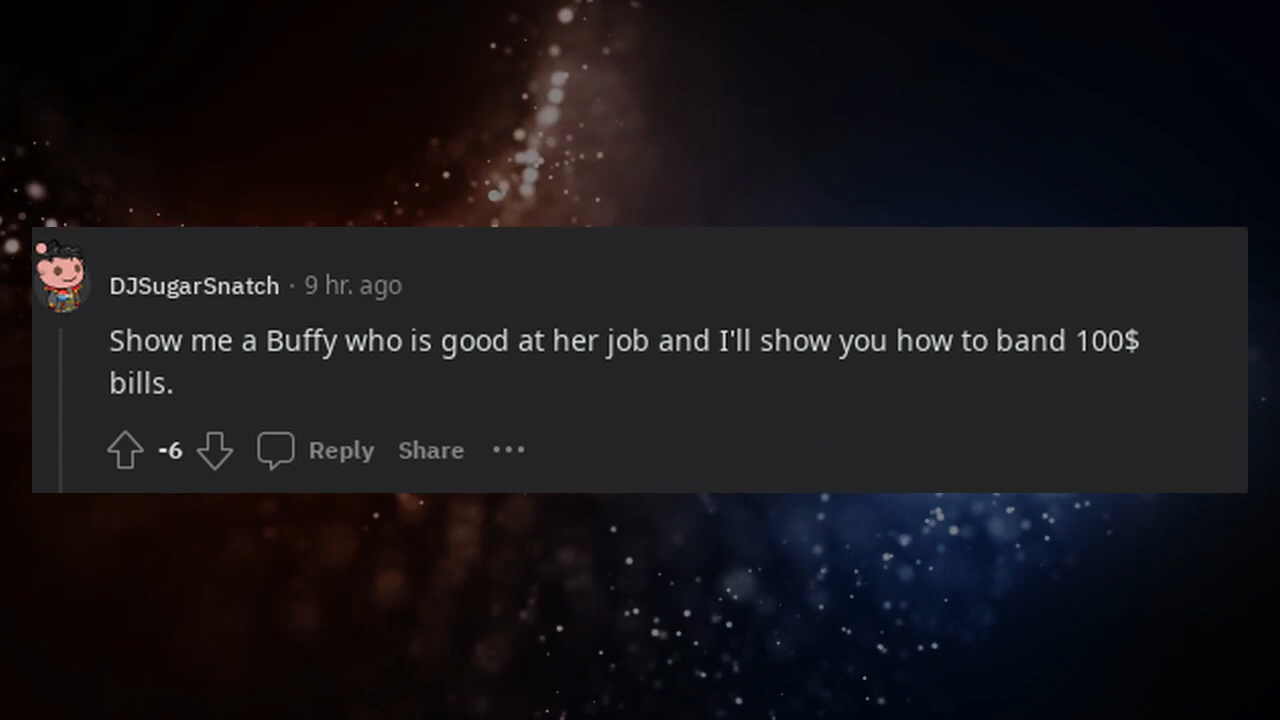 DJSugarSnatch · 9 hr. ago
Show me a Buffy who is good at her job and I'll show you how to band 100$
bills.
-6 Reply Share ···